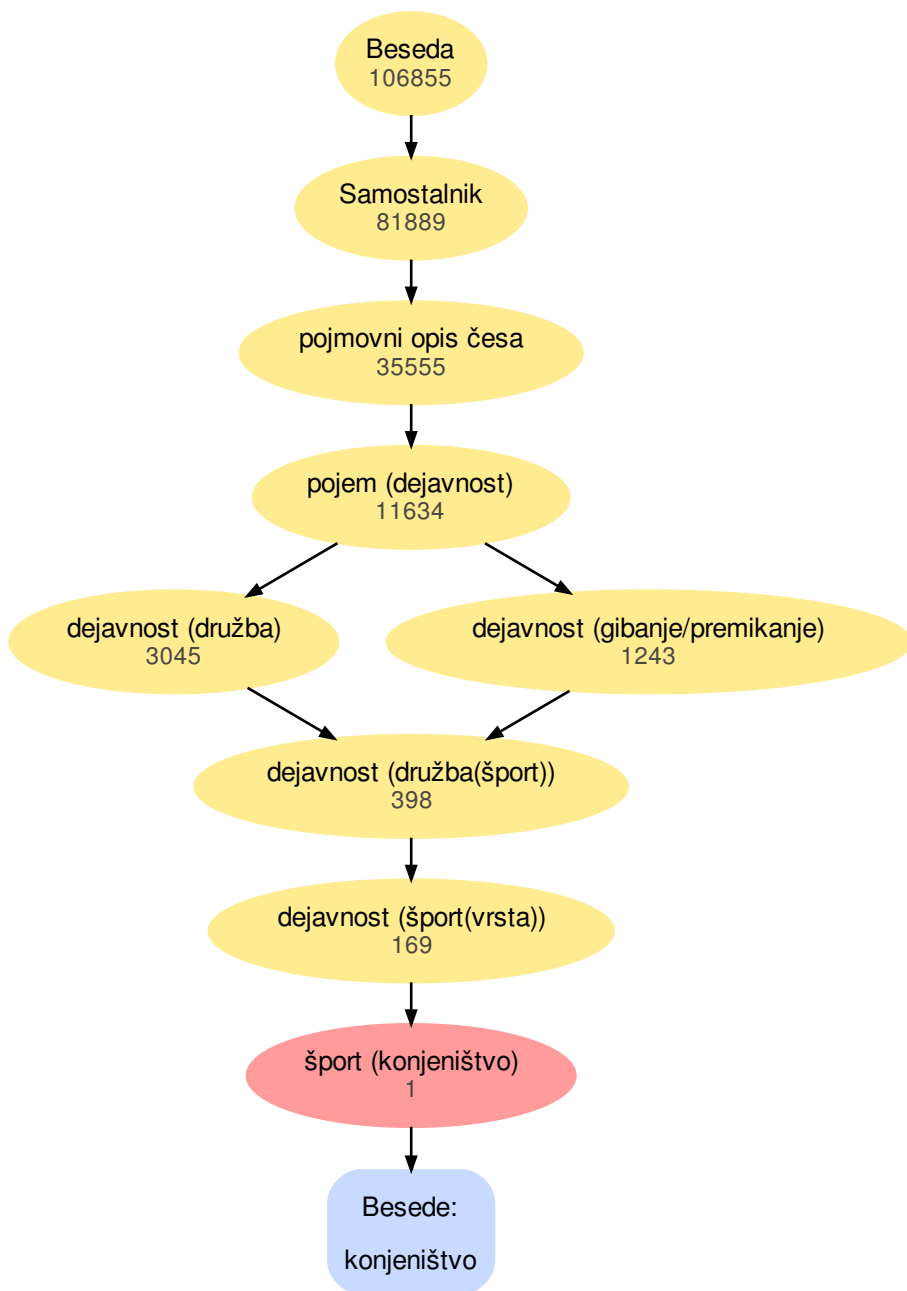 Beseda
106855
Samostalnik
81889
pojmovni opis česa
35555
pojem (dejavnost)
11634
dejavnost (družba)
3045
dejavnost (gibanje/premikanje)
1243
dejavnost (družba(šport))
398
dejavnost (šport(vrsta))
169
šport (konjeništvo)
1
Besede:
konjeništvo